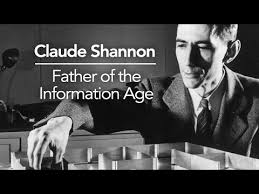 Claude Shannon:
Father of the
Information Age